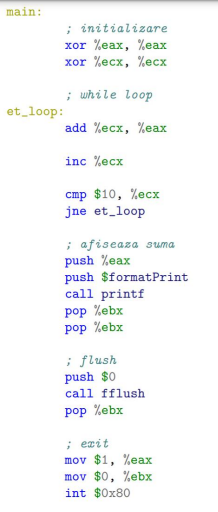 main:
; initializare
xor %eax, %eax
xor %ecx, %ecx
; while loop
et_loop:
add %ecx, %eax
inc %ecx
cmp $10, %ecx
jne et_loop
; afiseaza suma
push %eax
push $formatPrint
call printf
pop %ebx
pop %ebx
; flush
push $0
call fflush
pop %ebx
; exit
mov $1, %eax
mov $0, %ebx
int $0x80